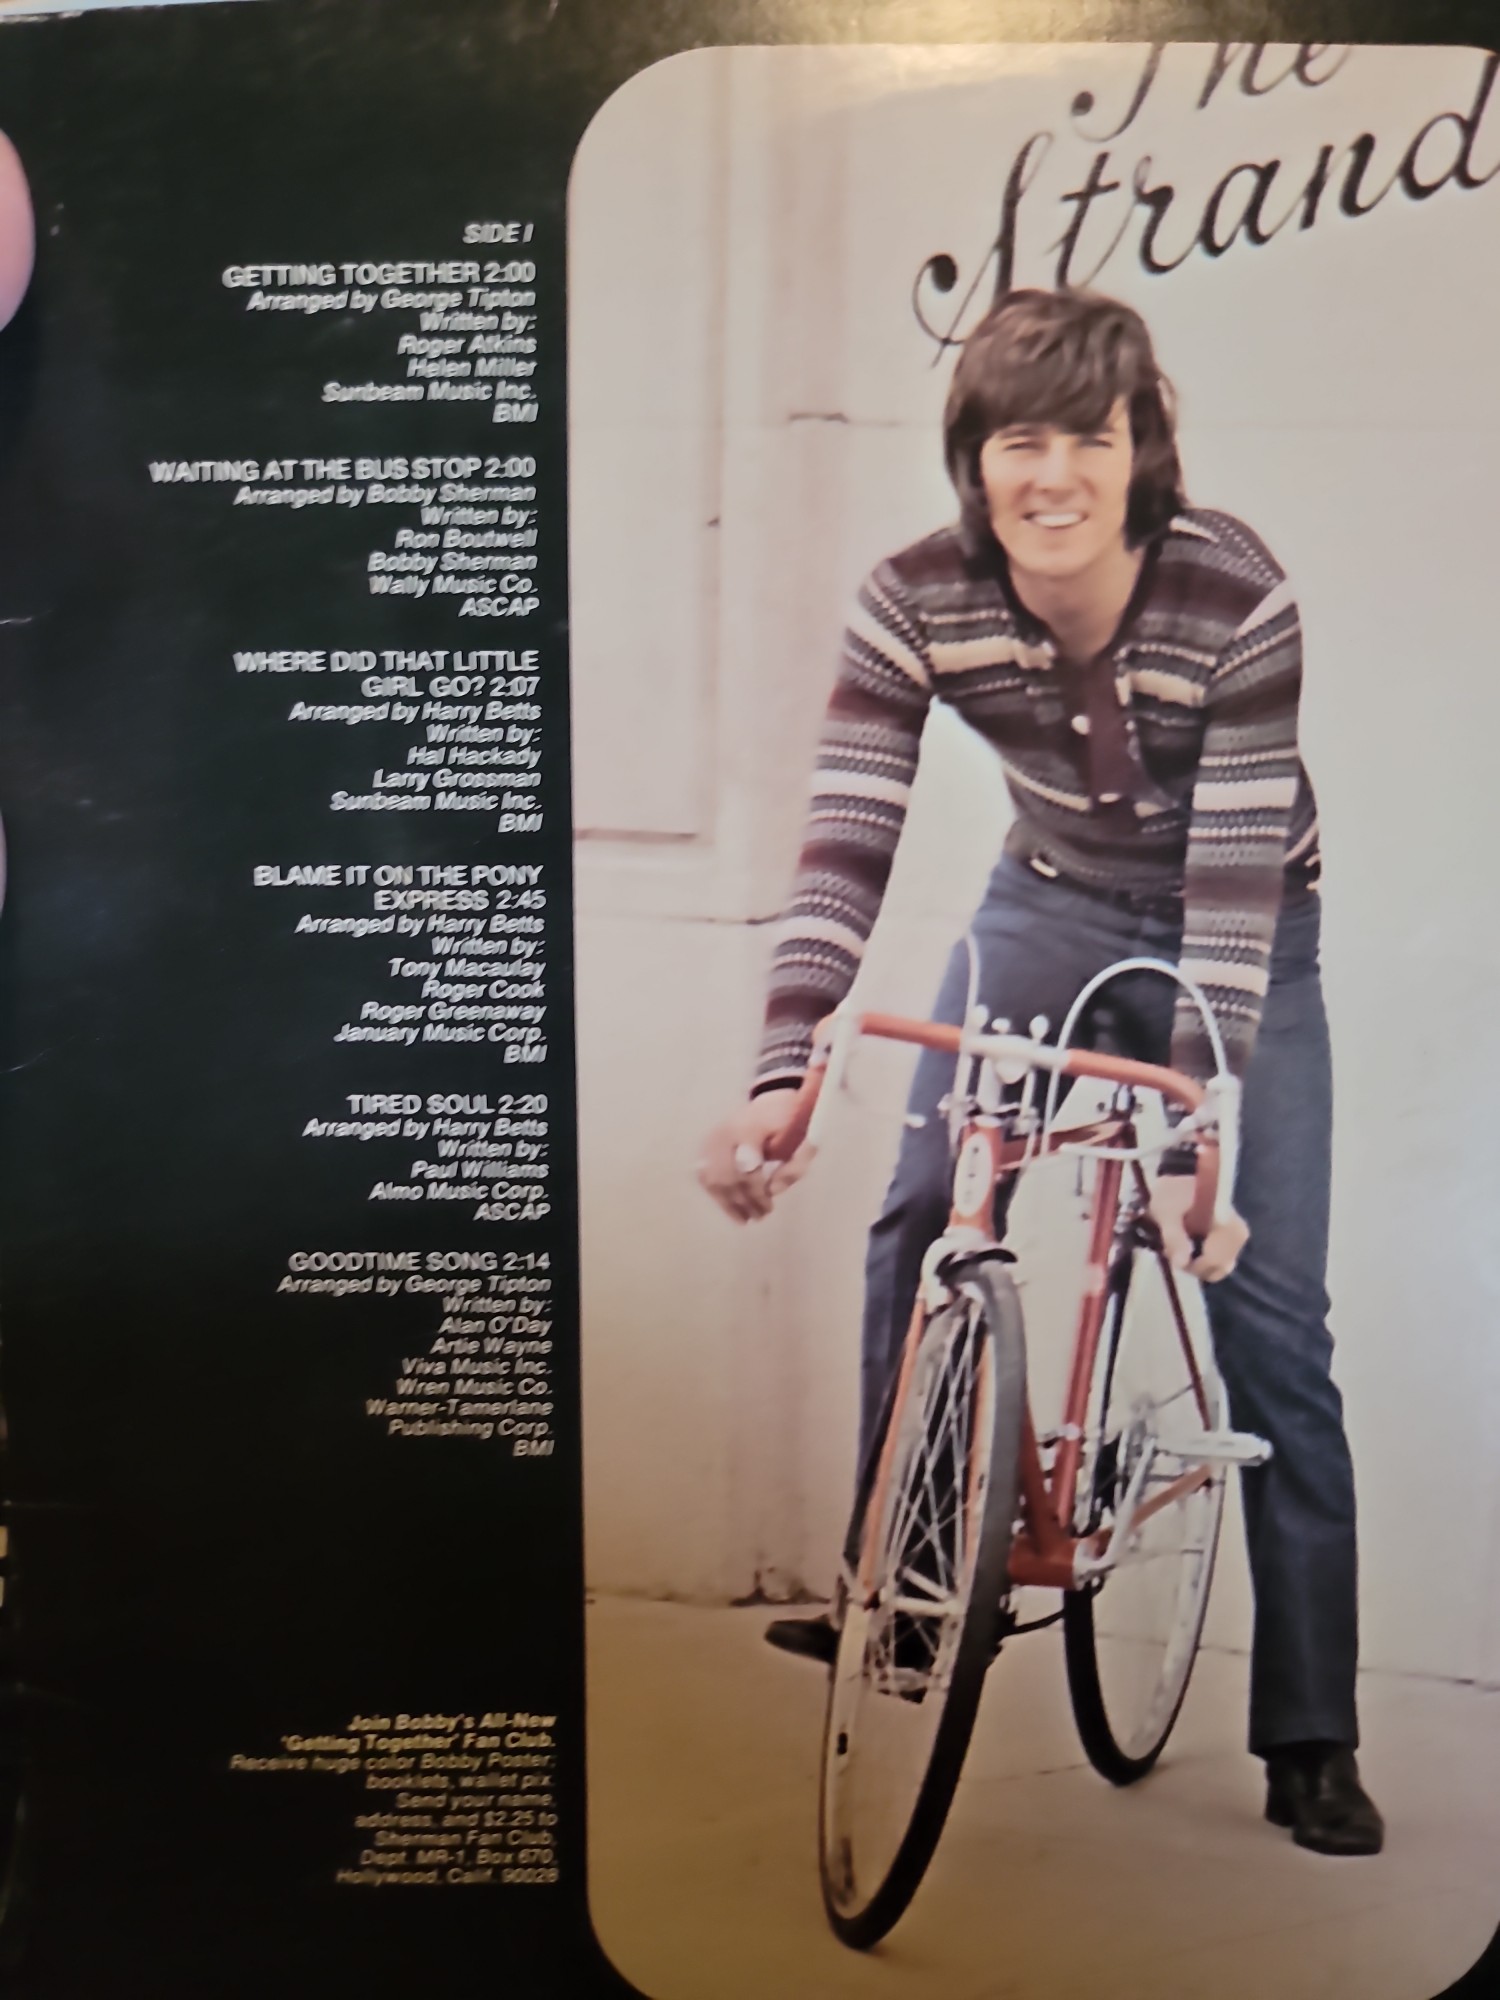 The
Strand
SIDE I
GETTING TOGETHER 2:00
Arranged by George Tipton
Written by:
Roger Atkins
Helen Miller
Sunbeam Music Inc.
BMI
WAITING AT THE BUS STOP 2:00
Arranged by Bobby Sherman
Written by:
Ron Boutwell
Bobby Sherman
Wally Music Co.
ASCAP
WHERE DID THAT LITTLE
GIRL GO? 2:07
Arranged by Harry Betts
Written by:
Hal Hackady
Larry Grossman
Sunbeam Music Inc.
BMI
BLAME IT ON THE PONY
EXPRESS 2:45
Arranged by Harry Betts
Written by:
Tony Macaulay
Roger Cook
Roger Greenaway
January Music Corp.
BMI
TIRED SOUL 2:20
Arranged by Harry Betts
Written by:
Paul Williams
Almo Music Corp.
ASCAP
GOODTIME SONG 2:14
Arranged by George Tipton
Written by:
Alan O'Day
Artie Wayne
Viva Music Inc.
Wren Music Co.
Warner-Tamerlane
Publishing Corp.
BMI
Join Bobby's All-New
'Getting Together' Fan Club.
Receive huge color Bobby Poster;
booklets, wallet pix.
Send your name,
address, and $2.25 to
Sherman Fan Club,
Dept. MR-1, Box 670,
Hollywood, Calif. 90028